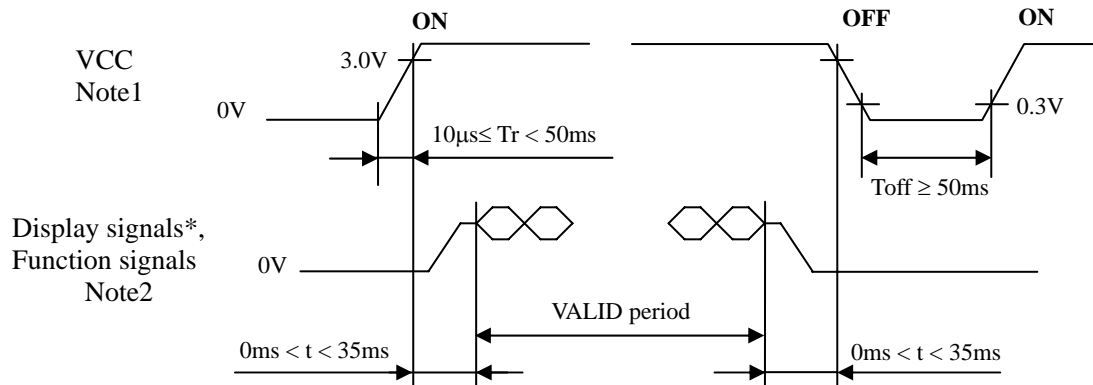 ON
OFF
ON
VCC
Note1
3.0V
0V
0.3V
10μs≤ Tr < 50ms
Toff ≥ 50ms
Display signals*,
Function signals
Note2
0V
VALID period
0ms < t < 35ms
0ms < t < 35ms